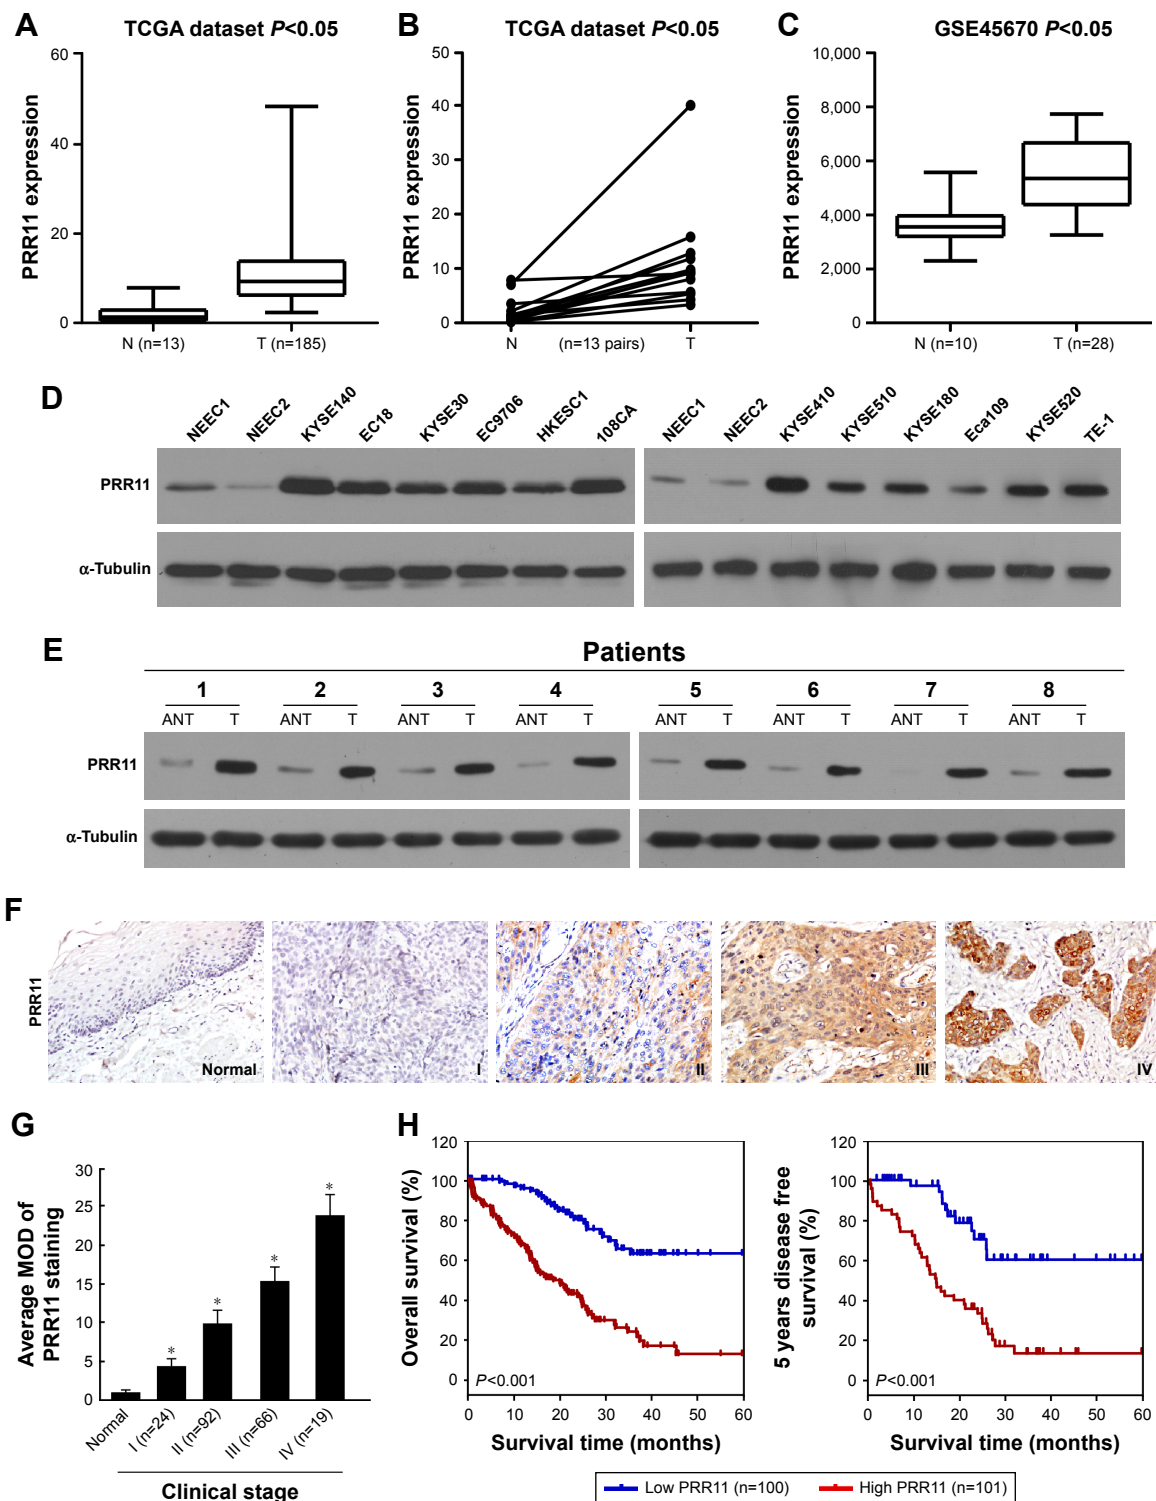 A
TCGA dataset P<0.05
PRR11 expression
60
40
20
0
N (n=13)
T (n=185)
B
TCGA dataset P<0.05
PRR11 expression
50
40
30
20
10
0
N
(n=13 pairs)
T
C
GSE45670 P<0.05
PRR11 expression
10,000
8,000
6,000
4,000
2,000
0
N (n=10)
T (n=28)
D
NEEC1 NEEC2 KYSE140 EC18 KYSE30 EC9706 HKESC1 108CA
NEEC1 NEEC2 KYSE410 KYSE510 KYSE180 Eca109 KYSE520 TE-1
PRR11
α-Tubulin
E
Patients
1 2 3 4 5 6 7 8
ANT T ANT T ANT T ANT T ANT T ANT T ANT T ANT T
PRR11
α-Tubulin
F
PRR11
Normal
I
II
III
IV
G
Average MOD of
PRR11 staining
30
25
20
15
10
5
0
* * * *
Normal
I (n=24)
II (n=92)
III (n=66)
IV (n=19)
Clinical stage
H
Overall survival (%)
120
100
80
60
40
20
0
P<0.001
0 10 20 30 40 50 60
Survival time (months)
5 years disease free
survival (%)
120
100
80
60
40
20
0
P<0.001
0 10 20 30 40 50 60
Survival time (months)
Low PRR11 (n=100)
High PRR11 (n=101)